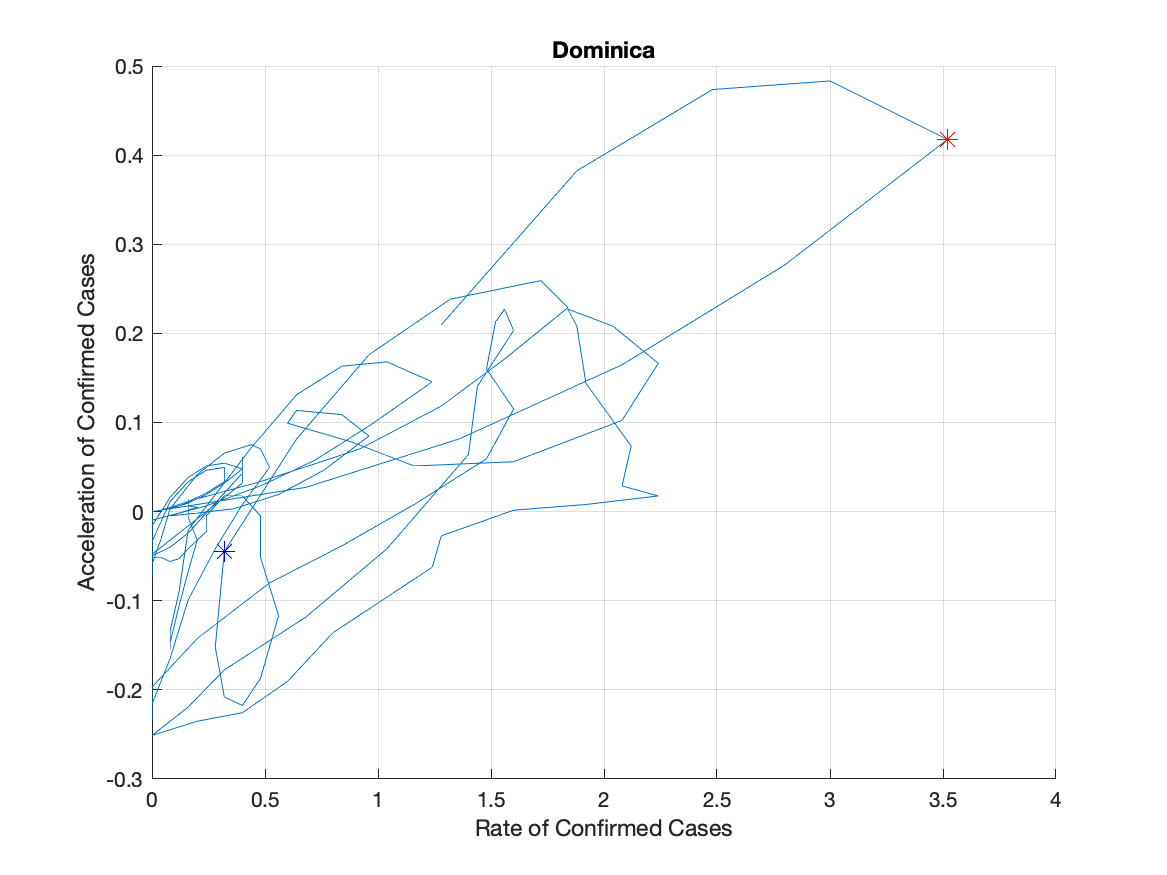 Dominica
0.5
0.4
0.3
0.2
0.1
0
-0.1
-0.2
-0.3
Acceleration of Confirmed Cases
0 0.5 1 1.5 2 2.5 3 3.5 4
Rate of Confirmed Cases